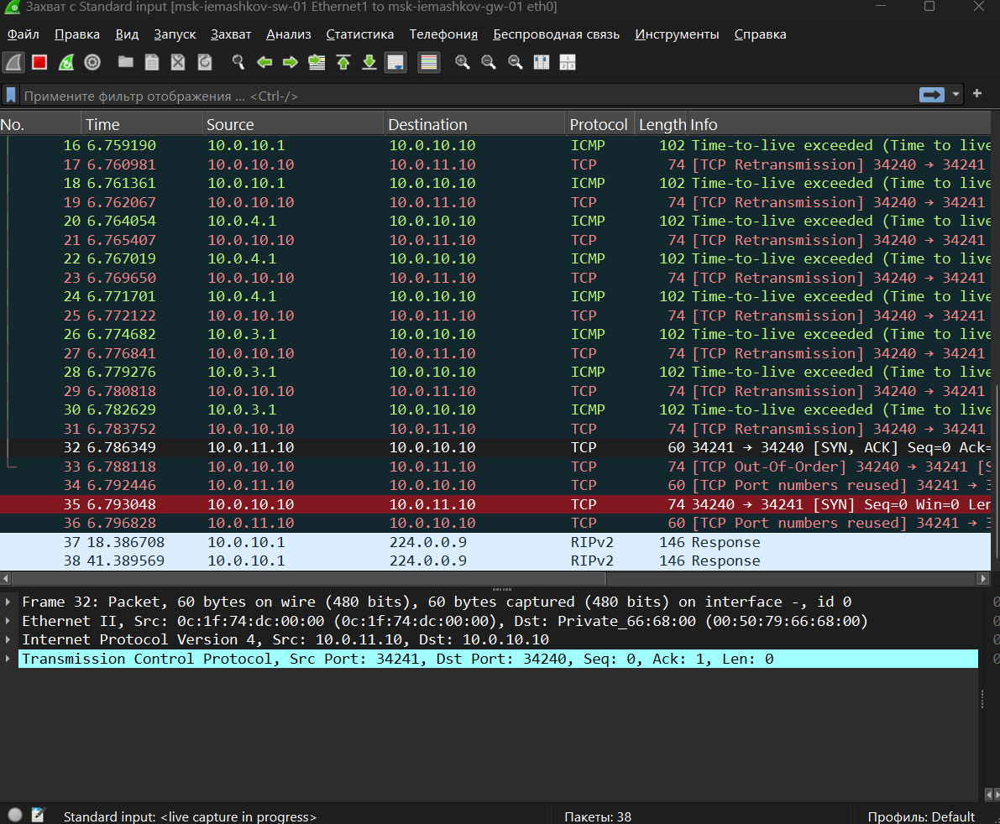 Захват с Standard input [msk-iemashkov-sw-01 Ethernet1 to msk-iemashkov-gw-01 eth0]
Файл Правка Вид Запуск Захват Анализ Статистика Телефония Беспроводная связь Инструменты Справка
Примените фильтр отображения ... <Ctrl-/>
No. Time Source Destination Protocol Length Info
16 6.759190 10.0.10.1 10.0.10.10 ICMP 102 Time-to-live exceeded (Time to live
17 6.760981 10.0.10.10 10.0.11.10 TCP 74 [TCP Retransmission] 34240 → 34241
18 6.761361 10.0.10.1 10.0.10.10 ICMP 102 Time-to-live exceeded (Time to live
19 6.762067 10.0.10.10 10.0.11.10 TCP 74 [TCP Retransmission] 34240 → 34241
20 6.764054 10.0.4.1 10.0.10.10 ICMP 102 Time-to-live exceeded (Time to live
21 6.765407 10.0.10.10 10.0.11.10 TCP 74 [TCP Retransmission] 34240 → 34241
22 6.767019 10.0.4.1 10.0.10.10 ICMP 102 Time-to-live exceeded (Time to live
23 6.769650 10.0.10.10 10.0.11.10 TCP 74 [TCP Retransmission] 34240 → 34241
24 6.771701 10.0.4.1 10.0.10.10 ICMP 102 Time-to-live exceeded (Time to live
25 6.772122 10.0.10.10 10.0.11.10 TCP 74 [TCP Retransmission] 34240 → 34241
26 6.774682 10.0.3.1 10.0.10.10 ICMP 102 Time-to-live exceeded (Time to live
27 6.776841 10.0.10.10 10.0.11.10 TCP 74 [TCP Retransmission] 34240 → 34241
28 6.779276 10.0.3.1 10.0.10.10 ICMP 102 Time-to-live exceeded (Time to live
29 6.780818 10.0.10.10 10.0.11.10 TCP 74 [TCP Retransmission] 34240 → 34241
30 6.782629 10.0.3.1 10.0.10.10 ICMP 102 Time-to-live exceeded (Time to live
31 6.783752 10.0.10.10 10.0.11.10 TCP 74 [TCP Retransmission] 34240 → 34241
32 6.786349 10.0.11.10 10.0.10.10 TCP 60 34241 → 34240 [SYN, ACK] Seq=0 Ack=
33 6.788118 10.0.10.10 10.0.11.10 TCP 74 [TCP Out-Of-Order] 34240 → 34241 [S
34 6.792446 10.0.11.10 10.0.10.10 TCP 60 [TCP Port numbers reused] 34241 → 3
35 6.793048 10.0.10.10 10.0.11.10 TCP 74 34240 → 34241 [SYN] Seq=0 Win=0 Len
36 6.796828 10.0.11.10 10.0.10.10 TCP 60 [TCP Port numbers reused] 34241 → 3
37 18.386708 10.0.10.1 224.0.0.9 RIPv2 146 Response
38 41.389569 10.0.10.1 224.0.0.9 RIPv2 146 Response
Frame 32: Packet, 60 bytes on wire (480 bits), 60 bytes captured (480 bits) on interface -, id 0
Ethernet II, Src: 0c:1f:74:dc:00:00 (0c:1f:74:dc:00:00), Dst: Private_66:68:00 (00:50:79:66:68:00)
Internet Protocol Version 4, Src: 10.0.11.10, Dst: 10.0.10.10
Transmission Control Protocol, Src Port: 34241, Dst Port: 34240, Seq: 0, Ack: 1, Len: 0
Standard input: <live capture in progress> Пакеты: 38 Профиль: Default